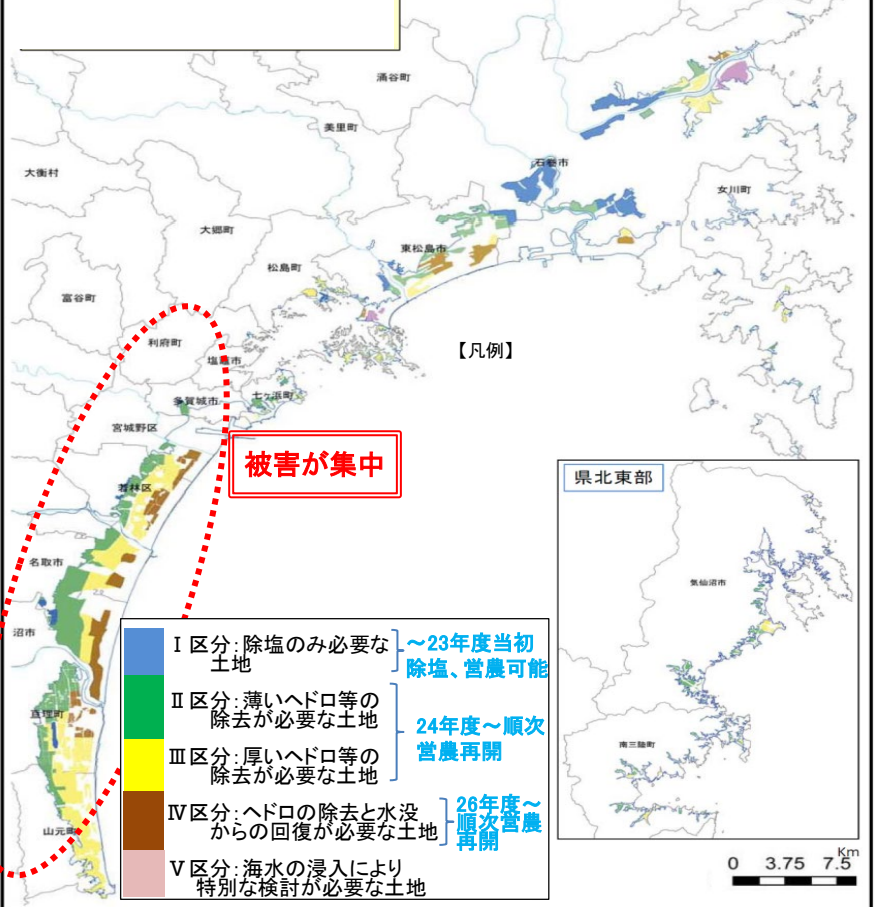 涌谷町
美里町
大衡村
石巻市
女川町
大郷町
東松島市
松島町
富谷町
利府町
【凡例】
塩竈市
七ヶ浜町
多賀城市
宮城野区
被害が集中
県北東部
若林区
名取市
気仙沼市
沼市
Ⅰ区分:除塩のみ必要な
土地
～23年度当初
除塩、営農可能
Ⅱ区分:薄いヘドロ等の
除去が必要な土地
Ⅲ区分:厚いヘドロ等の
除去が必要な土地
24年度～順次
営農再開
亘理町
南三陸町
Ⅳ区分:ヘドロの除去と水没
からの回復が必要な土地
26年度～
順次営農
再開
山元町
Ⅴ区分:海水の浸入により
特別な検討が必要な土地
Km
0 3.75 7.5